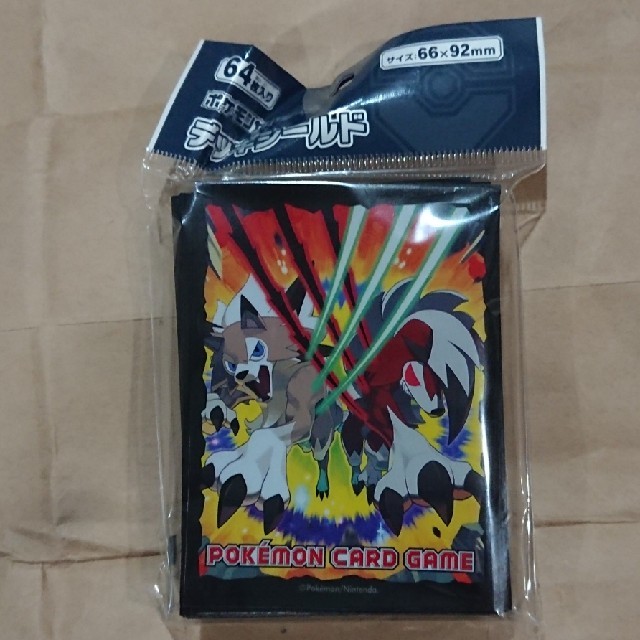 64枚入り
サイズ:66×92mm
デッキシールド
POKÉMON CARD GAME
©Pokémon/Nintendo.